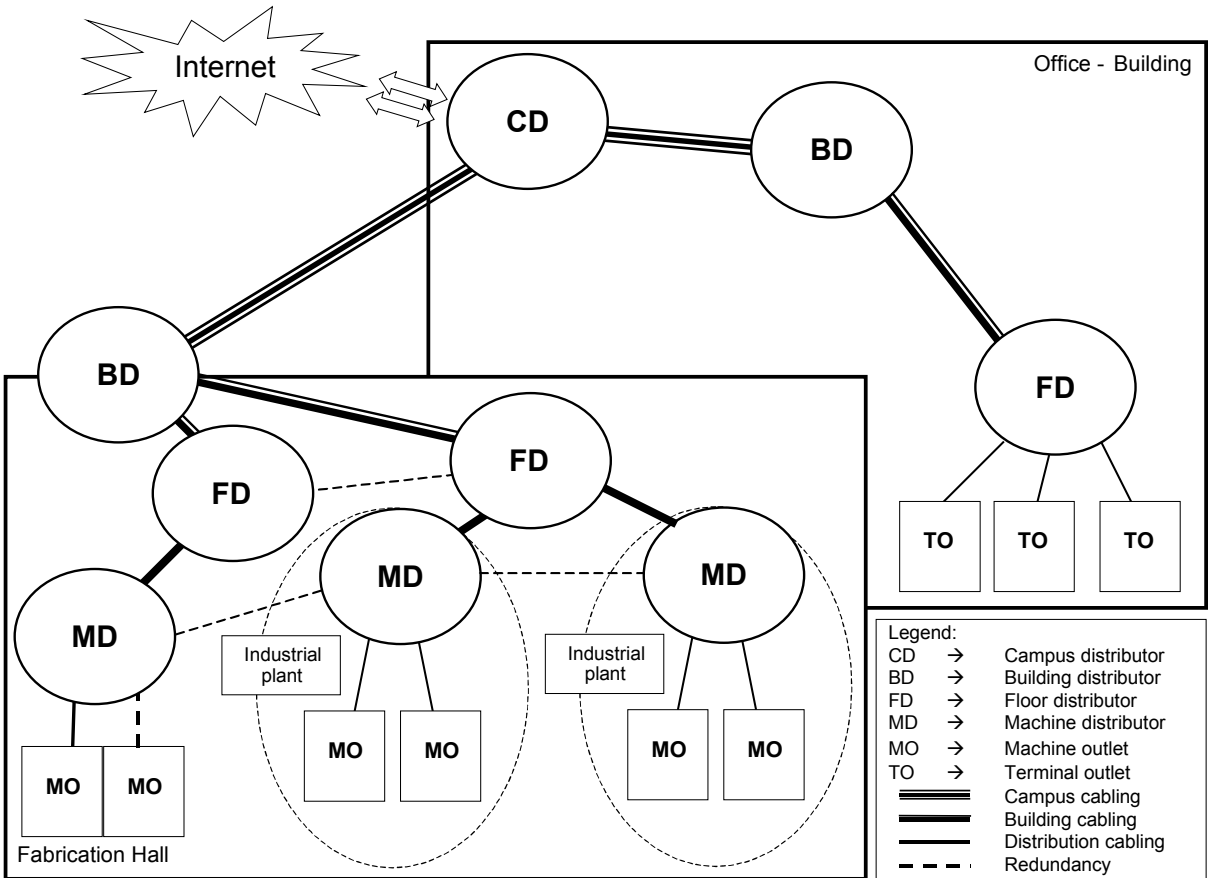 Internet
Office - Building
CD
BD
BD
FD
FD
FD
TO
TO
TO
MD
MD
MD
Industrial
plant
Industrial
plant
MO
MO
MO
MO
MO
MO
Fabrication Hall
Legend:
CD → Campus distributor
BD → Building distributor
FD → Floor distributor
MD → Machine distributor
MO → Machine outlet
TO → Terminal outlet
Campus cabling
Building cabling
Distribution cabling
Redundancy